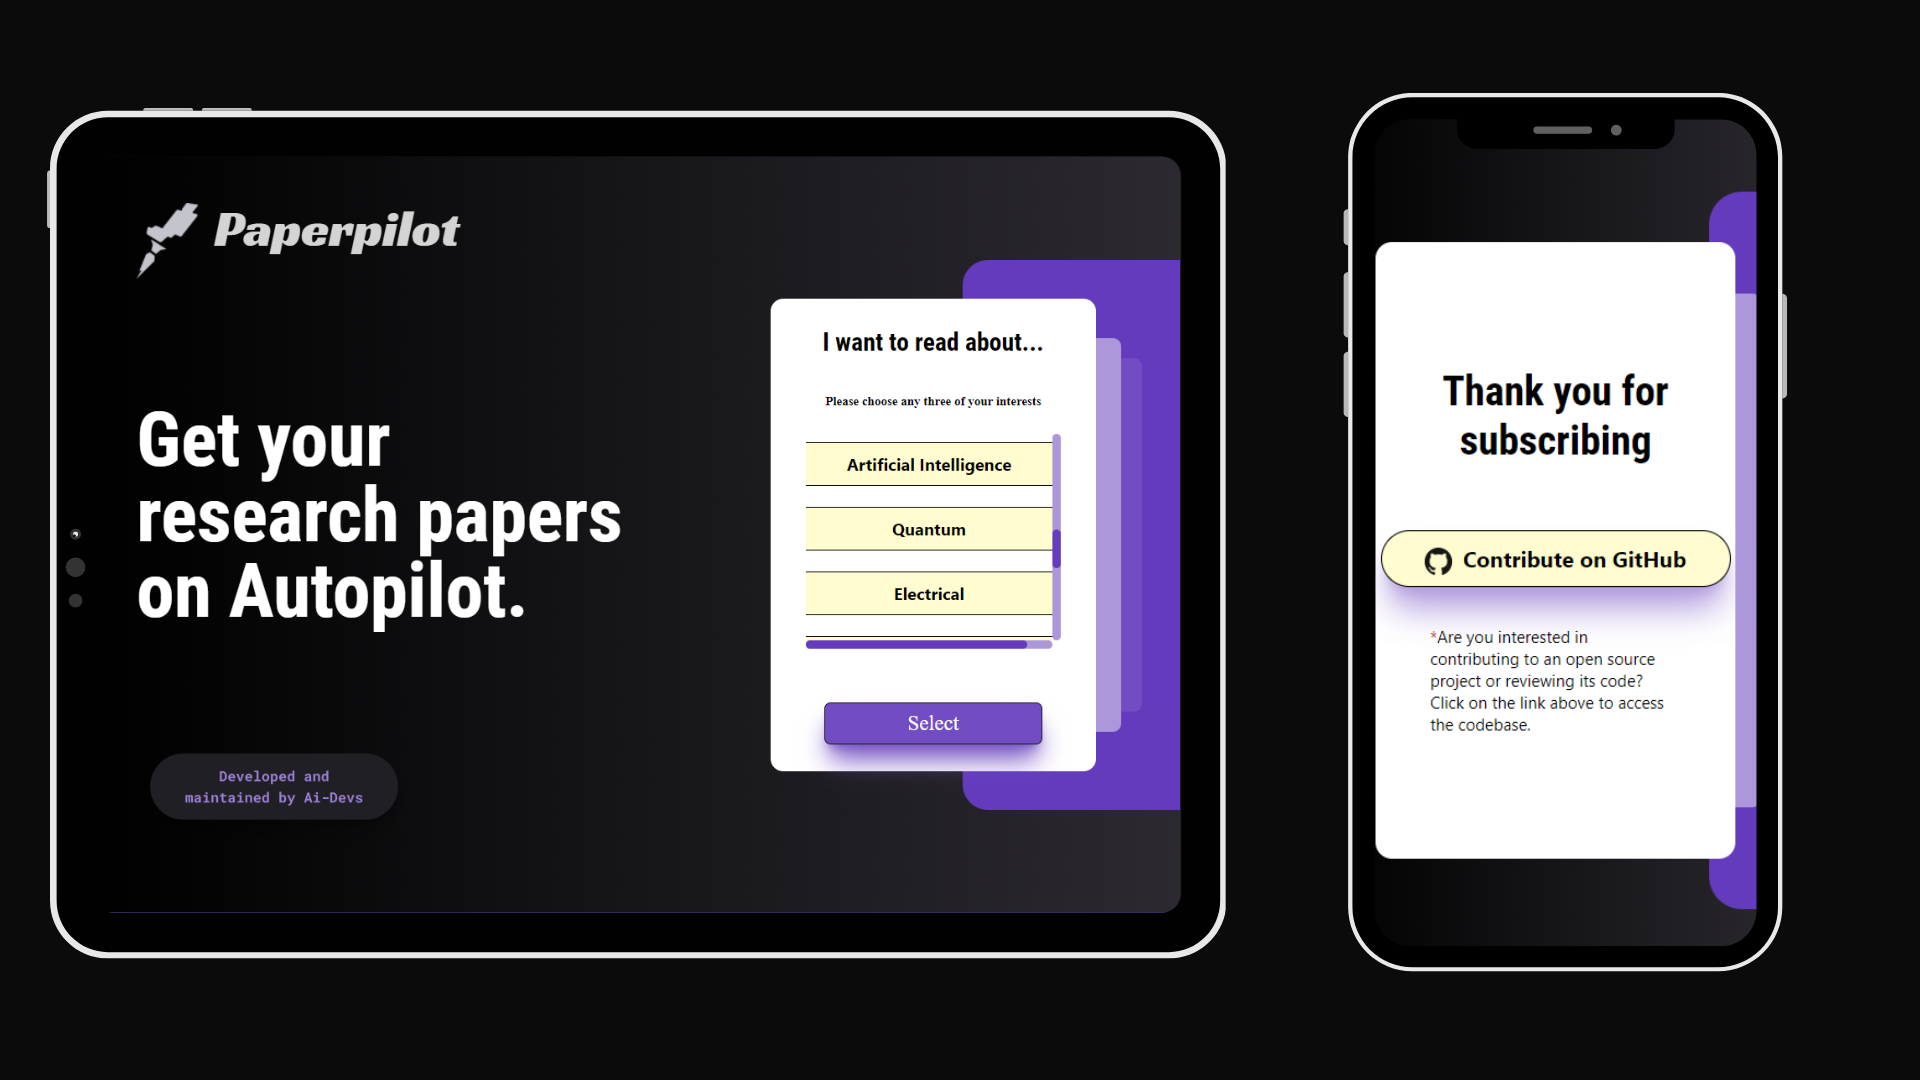 Paperpilot
Get your
research papers
on Autopilot.
Developed and
maintained by Ai-Devs
I want to read about...
Please choose any three of your interests
Artificial Intelligence
Quantum
Electrical
Select
Thank you for
subscribing
Contribute on GitHub
*Are you interested in
contributing to an open source
project or reviewing its code?
Click on the link above to access
the codebase.